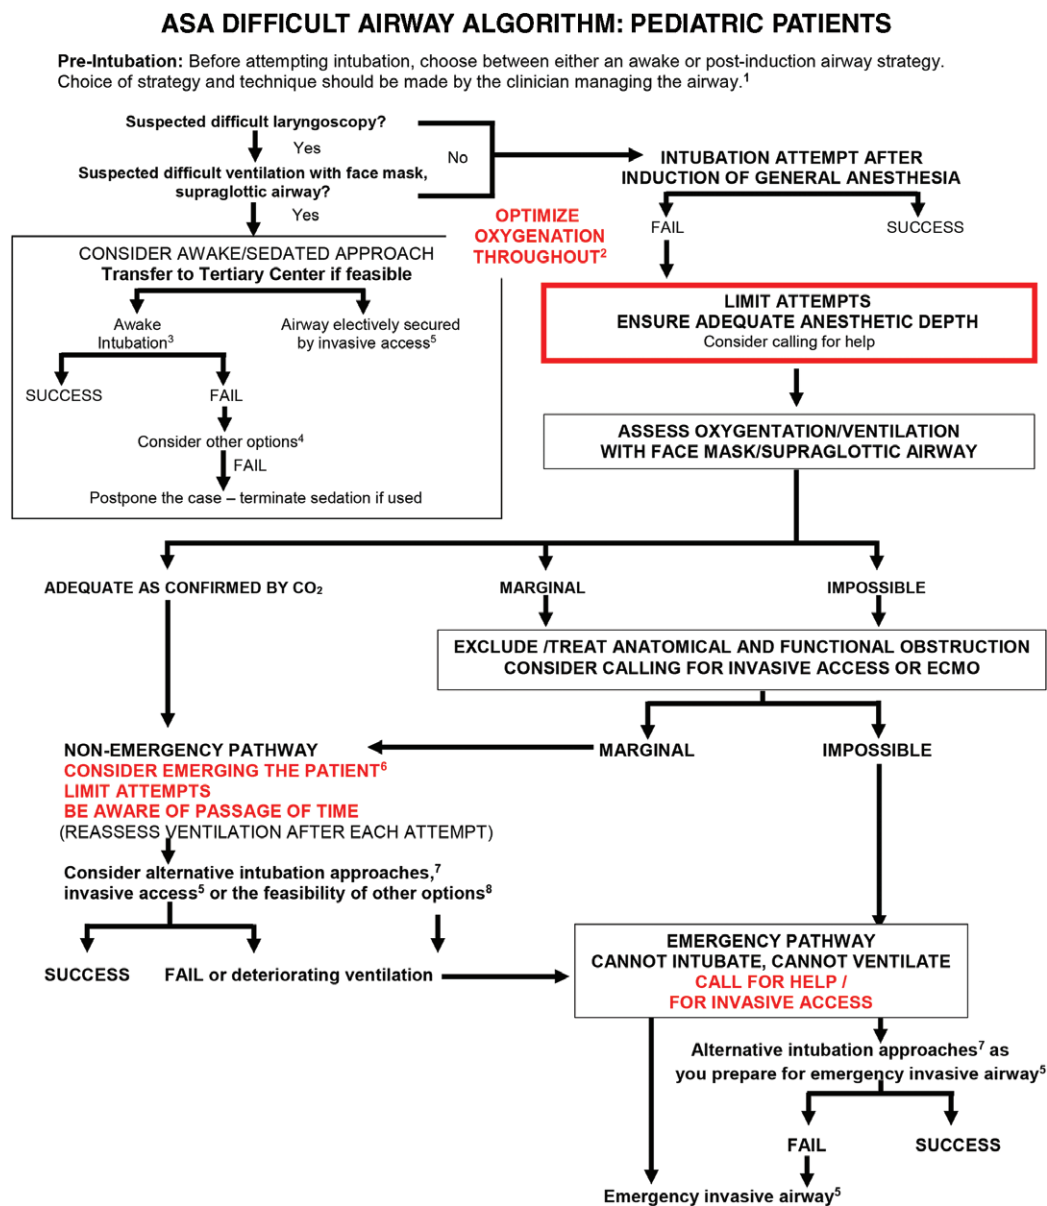 ASA DIFFICULT AIRWAY ALGORITHM: PEDIATRIC PATIENTS
Pre-Intubation: Before attempting intubation, choose between either an awake or post-induction airway strategy.
Choice of strategy and technique should be made by the clinician managing the airway.¹
Suspected difficult laryngoscopy?
Yes
No
Suspected difficult ventilation with face mask,
supraglottic airway?
Yes
INTUBATION ATTEMPT AFTER
INDUCTION OF GENERAL ANESTHESIA
FAIL
SUCCESS
OPTIMIZE
OXYGENATION
THROUGHOUT²
CONSIDER AWAKE/SEDATED APPROACH
Transfer to Tertiary Center if feasible
Awake
Intubation³
Airway electively secured
by invasive access⁵
SUCCESS
FAIL
Consider other options⁴
FAIL
Postpone the case – terminate sedation if used
LIMIT ATTEMPTS
ENSURE ADEQUATE ANESTHETIC DEPTH
Consider calling for help
ASSESS OXYGENTATION/VENTILATION
WITH FACE MASK/SUPRAGLOTTIC AIRWAY
ADEQUATE AS CONFIRMED BY CO₂
MARGINAL
IMPOSSIBLE
EXCLUDE /TREAT ANATOMICAL AND FUNCTIONAL OBSTRUCTION
CONSIDER CALLING FOR INVASIVE ACCESS OR ECMO
MARGINAL
IMPOSSIBLE
NON-EMERGENCY PATHWAY
CONSIDER EMERGING THE PATIENT⁶
LIMIT ATTEMPTS
BE AWARE OF PASSAGE OF TIME
(REASSESS VENTILATION AFTER EACH ATTEMPT)
Consider alternative intubation approaches,⁷
invasive access⁵ or the feasibility of other options⁸
SUCCESS
FAIL or deteriorating ventilation
EMERGENCY PATHWAY
CANNOT INTUBATE, CANNOT VENTILATE
CALL FOR HELP /
FOR INVASIVE ACCESS
Alternative intubation approaches⁷ as
you prepare for emergency invasive airway⁵
FAIL
SUCCESS
Emergency invasive airway⁵